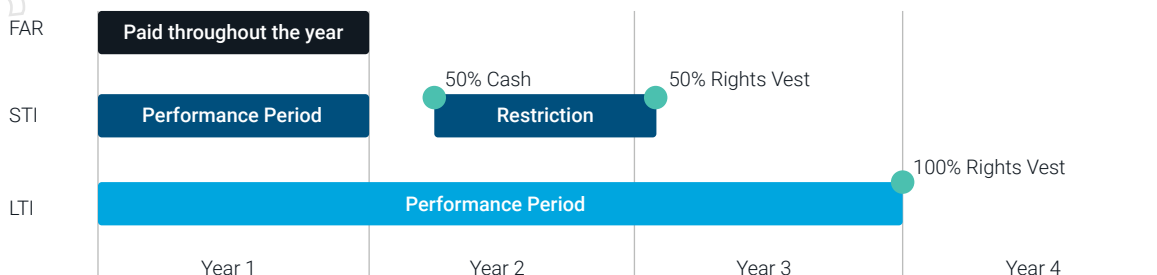 FAR
Paid throughout the year
50% Cash
50% Rights Vest
STI
Performance Period
Restriction
100% Rights Vest
LTI
Performance Period
Year 1
Year 2
Year 3
Year 4